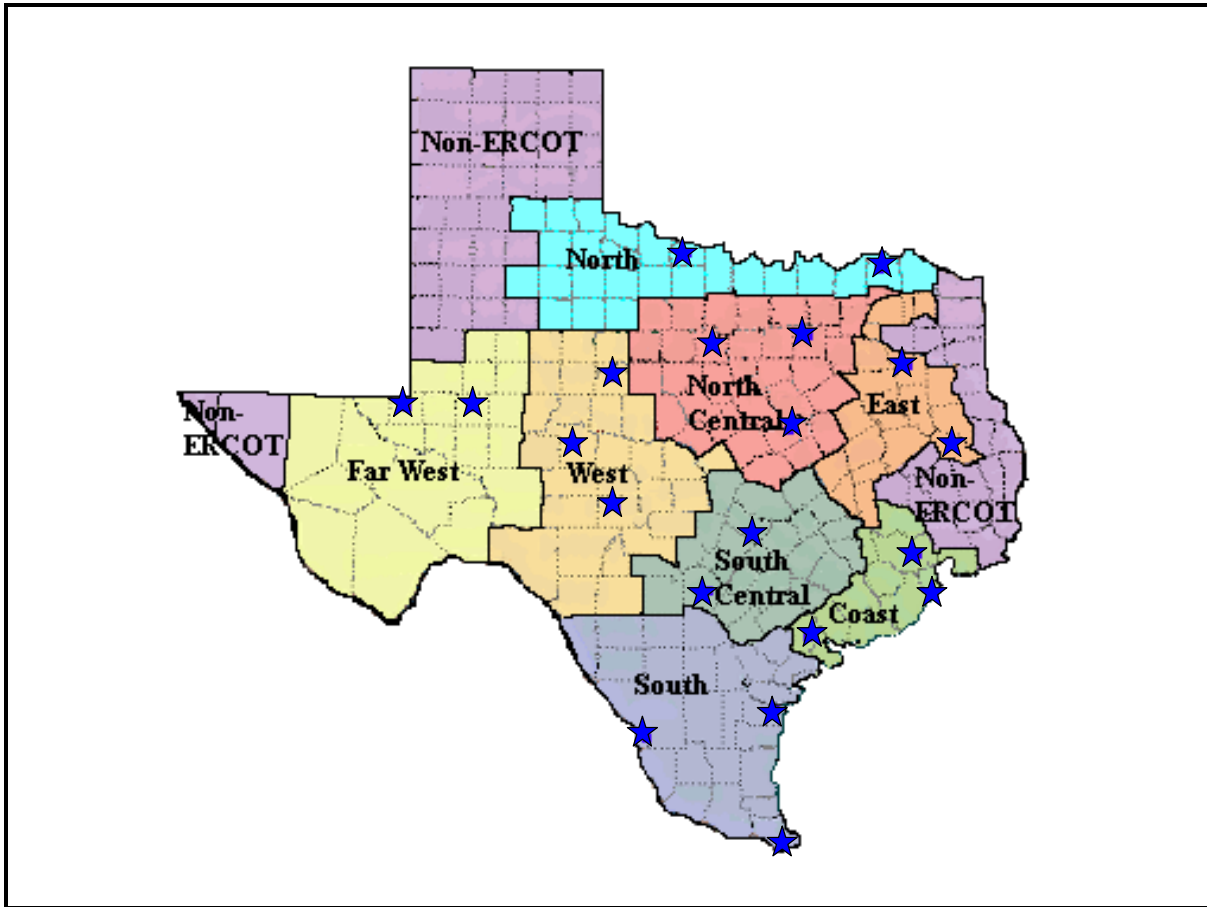 Non-ERCOT
North
North
Central
East
Non-
ERCOT
Far West
West
Non-
ERCOT
South
Central
Coast
South